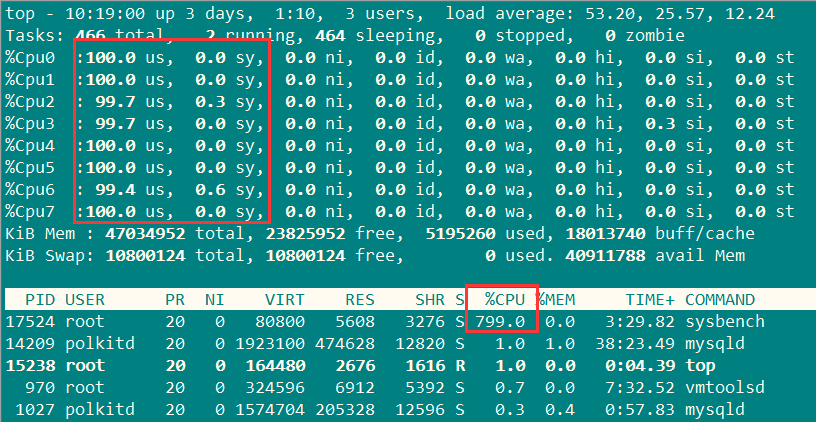 top - 10:19:00 up 3 days,  1:10,  3 users,  load average: 53.20, 25.57, 12.24
Tasks: 466 total,   2 running, 464 sleeping,   0 stopped,   0 zombie
%Cpu0  :100.0 us,  0.0 sy,  0.0 ni,  0.0 id,  0.0 wa,  0.0 hi,  0.0 si,  0.0 st
%Cpu1  :100.0 us,  0.0 sy,  0.0 ni,  0.0 id,  0.0 wa,  0.0 hi,  0.0 si,  0.0 st
%Cpu2  : 99.7 us,  0.3 sy,  0.0 ni,  0.0 id,  0.0 wa,  0.0 hi,  0.0 si,  0.0 st
%Cpu3  : 99.7 us,  0.0 sy,  0.0 ni,  0.0 id,  0.0 wa,  0.0 hi,  0.3 si,  0.0 st
%Cpu4  :100.0 us,  0.0 sy,  0.0 ni,  0.0 id,  0.0 wa,  0.0 hi,  0.0 si,  0.0 st
%Cpu5  :100.0 us,  0.0 sy,  0.0 ni,  0.0 id,  0.0 wa,  0.0 hi,  0.0 si,  0.0 st
%Cpu6  : 99.4 us,  0.6 sy,  0.0 ni,  0.0 id,  0.0 wa,  0.0 hi,  0.0 si,  0.0 st
%Cpu7  :100.0 us,  0.0 sy,  0.0 ni,  0.0 id,  0.0 wa,  0.0 hi,  0.0 si,  0.0 st
KiB Mem : 47034952 total, 23825952 free,  5195260 used, 18013740 buff/cache
KiB Swap: 10800124 total, 10800124 free,        0 used. 40911788 avail Mem
  PID USER      PR  NI    VIRT    RES    SHR S  %CPU %MEM     TIME+ COMMAND
17524 root      20   0   80800   5608   3276 S 799.0  0.0   3:29.82 sysbench
14209 polkitd   20   0 1923100 474628  12820 S   1.0  1.0  38:23.49 mysqld
15238 root      20   0  164480   2676   1616 R   1.0  0.0   0:04.39 top
  970 root      20   0  324596   6912   5392 S   0.7  0.0   7:32.52 vmtoolsd
 1027 polkitd   20   0 1574704 205328  12596 S   0.3  0.4   0:57.83 mysqld